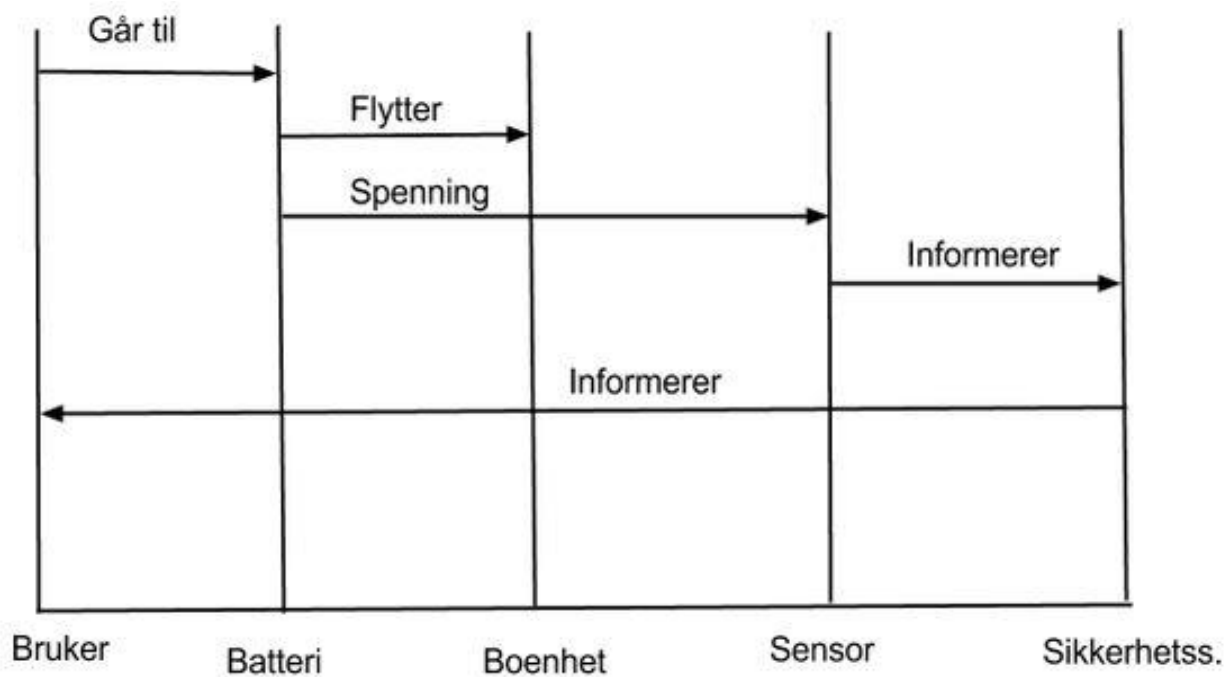 Går til
Flytter
Spenning
Informerer
Informerer
Bruker
Batteri
Boenhet
Sensor
Sikkerhetss.